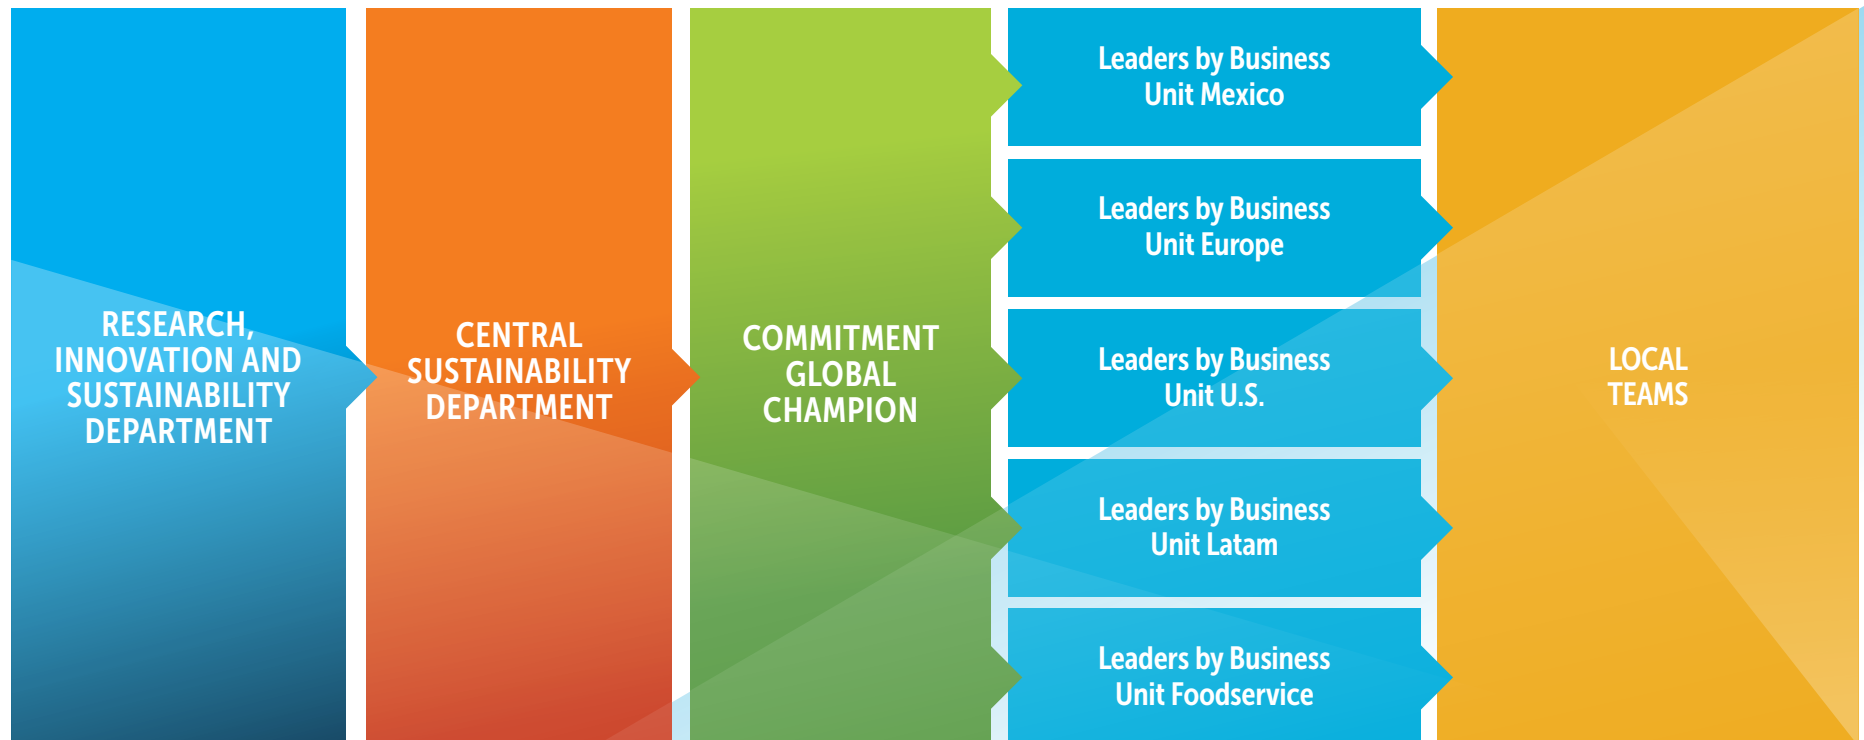 RESEARCH,
INNOVATION AND
SUSTAINABILITY
DEPARTMENT
CENTRAL
SUSTAINABILITY
DEPARTMENT
COMMITMENT
GLOBAL
CHAMPION
Leaders by Business
Unit Mexico
Leaders by Business
Unit Europe
Leaders by Business
Unit U.S.
Leaders by Business
Unit Latam
Leaders by Business
Unit Foodservice
LOCAL
TEAMS